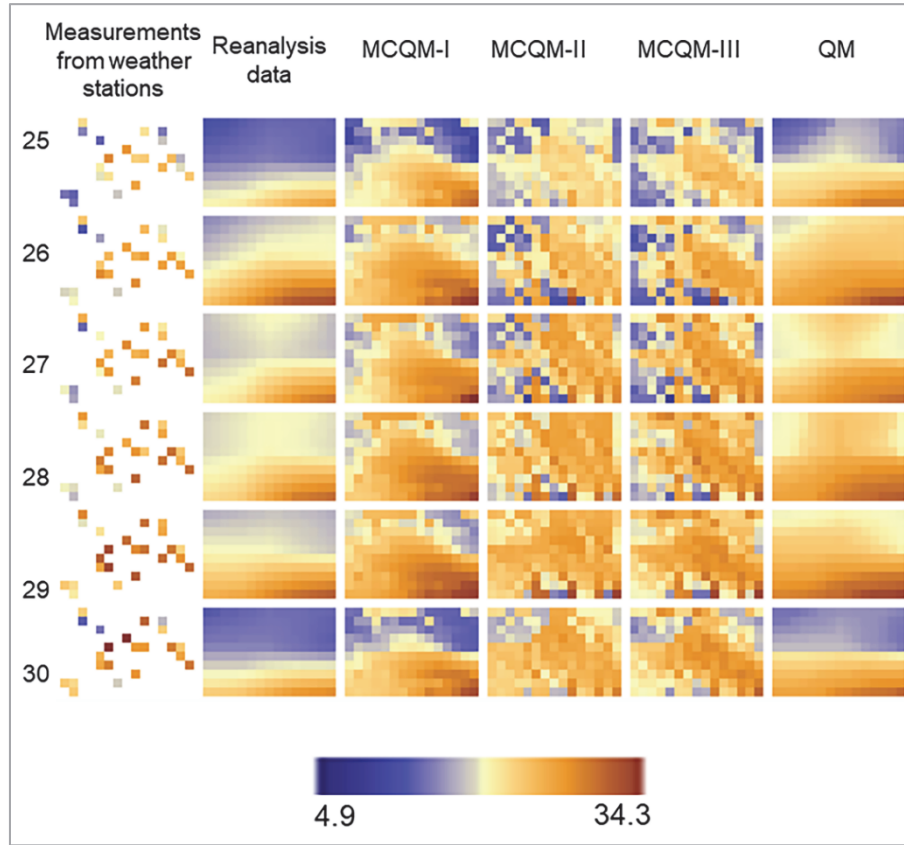 Measurements
from weather
stations
Reanalysis
data
MCQM-I
MCQM-II
MCQM-III
QM
25
26
27
28
29
30
4.9
34.3